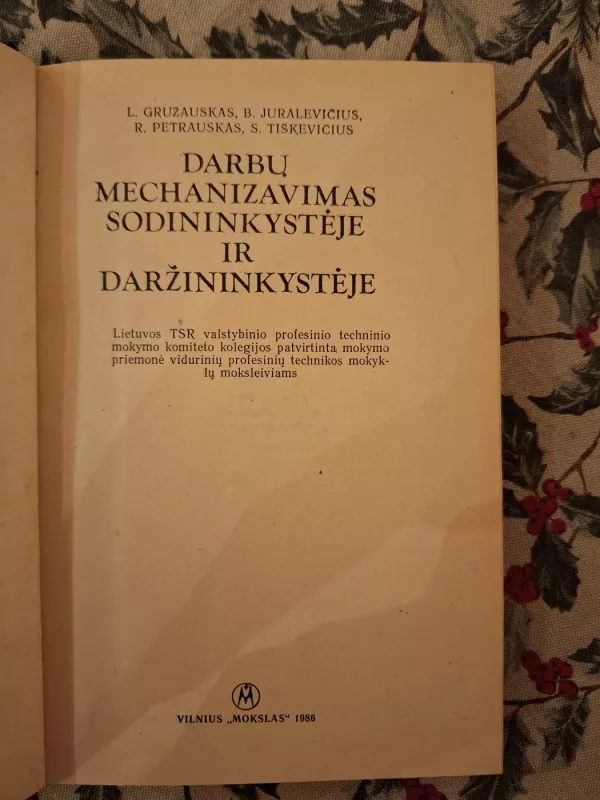 L. GRUZAUSKAS, B. JURALEVIČIUS,
R. PETRAUSKAS, S. TISKEVIČIUS
DARBŲ
MECHANIZAVIMAS
SODININKYSTĖJE
IR
DARŽININKYSTĖJE
Lietuvos TSR valstybinio profesinio techninio
mokymo komiteto kolegijos patvirtinta mokymo
priemonė vidurinių profesinių technikos mokyk-
lų moksleiviams
VILNIUS „MOKSLAS" 1986